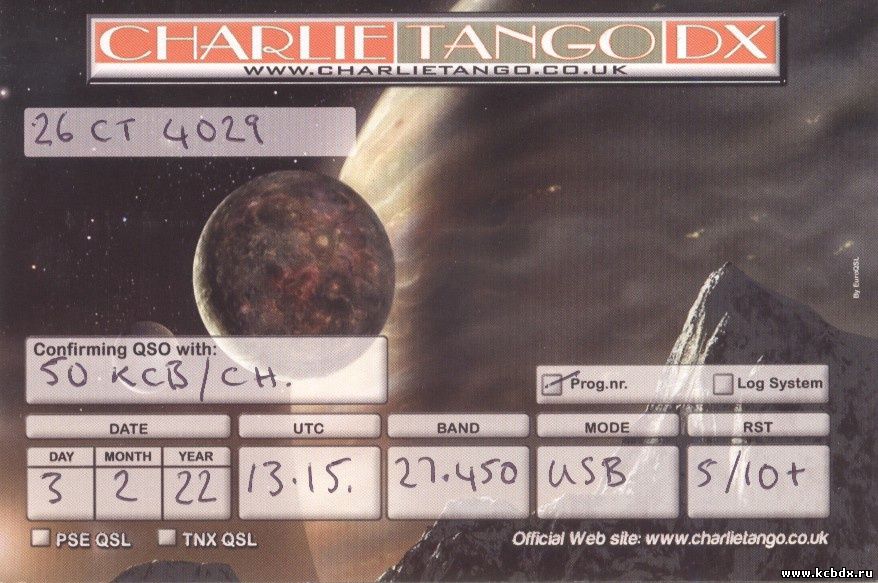 CHARLIE TANGO DX
WWW.CHARLIETANGO.CO.UK
26 CT 4029
By EuroQSL
Confirming QSO with:
50 KCB/CH.
Prog.nr. Log System
DATE UTC BAND MODE RST
DAY MONTH YEAR
3 2 22 13.15. 27.450 USB 5/10+
PSE QSL TNX QSL
Official Web site: www.charlietango.co.uk
www.kcbdx.ru